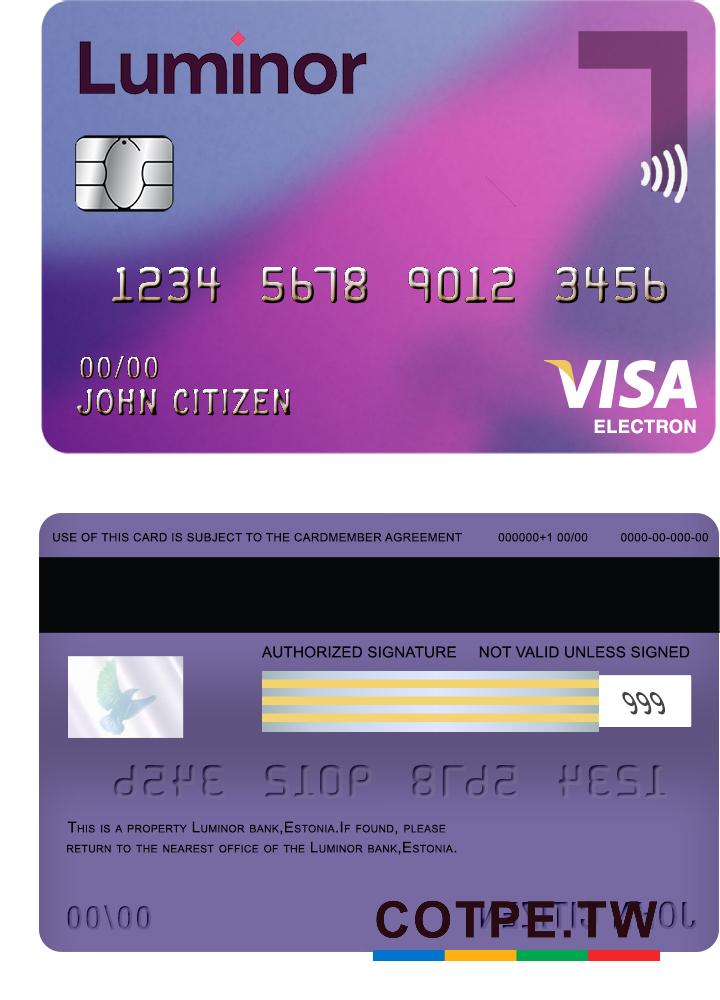 Luminor
1234 5678 9012 3456
00/00
JOHN CITIZEN
VISA
ELECTRON
USE OF THIS CARD IS SUBJECT TO THE CARDMEMBER AGREEMENT 000000+1 00/00 0000-00-000-00
AUTHORIZED SIGNATURE NOT VALID UNLESS SIGNED
999
1234 5678 9012 3456
THIS IS A PROPERTY LUMINOR BANK,ESTONIA.IF FOUND, PLEASE
RETURN TO THE NEAREST OFFICE OF THE LUMINOR BANK,ESTONIA.
00/00 JOHN CITIZEN
COTPE.TW